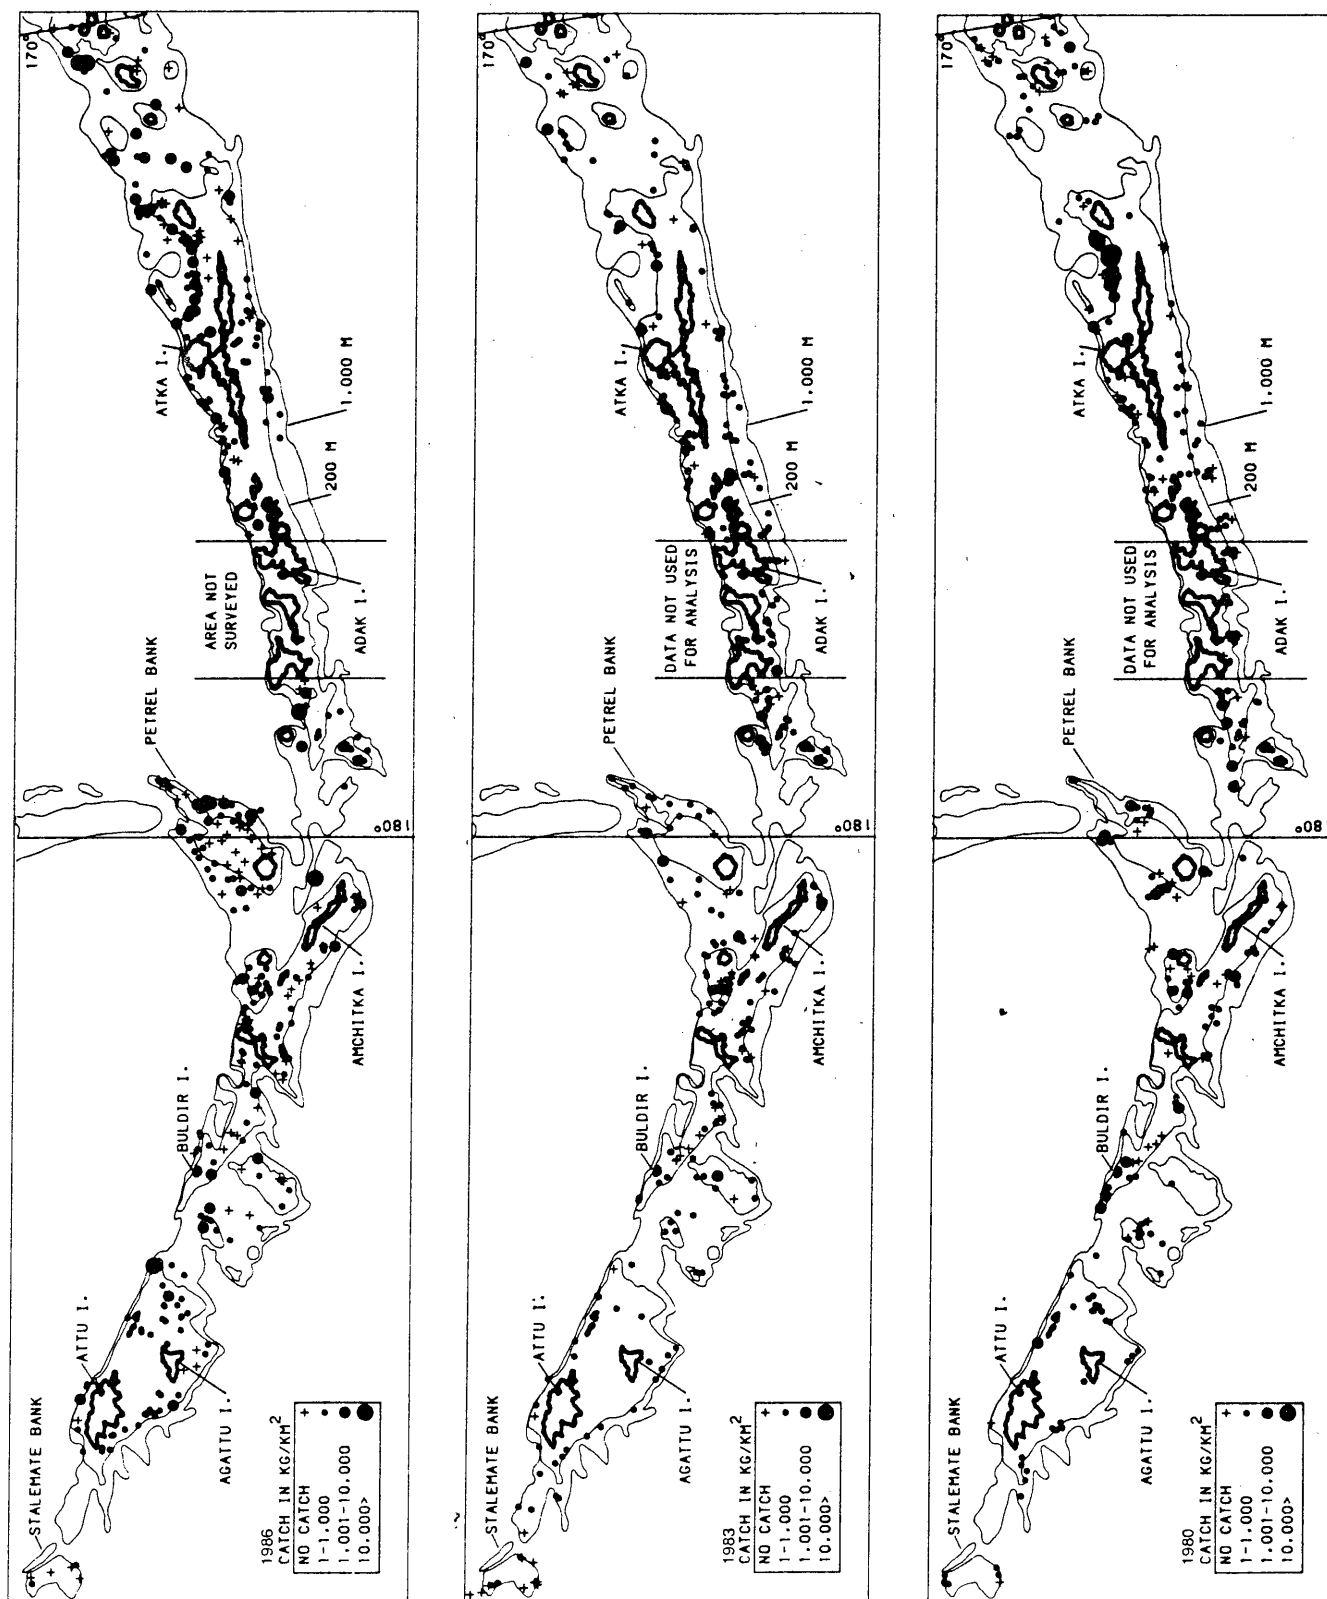 STALEMATE BANK
ATTU I.
BULDIR I.
PETREL BANK
AREA NOT
SURVEYED
ATKA I.
170°
AGATTU I.
AMCHITKA I.
180°
ADAK I.
200 M
1.000 M
1986
CATCH IN KG/KM2
NO CATCH +
1-1.000
1.001-10.000
10.000>
STALEMATE BANK
ATTU I.
BULDIR I.
PETREL BANK
DATA NOT USED
FOR ANALYSIS
ATKA I.
170°
AGATTU I.
AMCHITKA I.
180°
ADAK I.
200 M
1.000 M
1983
CATCH IN KG/KM2
NO CATCH +
1-1.000
1.001-10.000
10.000>
STALEMATE BANK
ATTU I.
BULDIR I.
PETREL BANK
DATA NOT USED
FOR ANALYSIS
ATKA I.
170°
AGATTU I.
AMCHITKA I.
80°
ADAK I.
200 M
1.000 M
1980
CATCH IN KG/KM2
NO CATCH +
1-1.000
1.001-10.000
10.000>